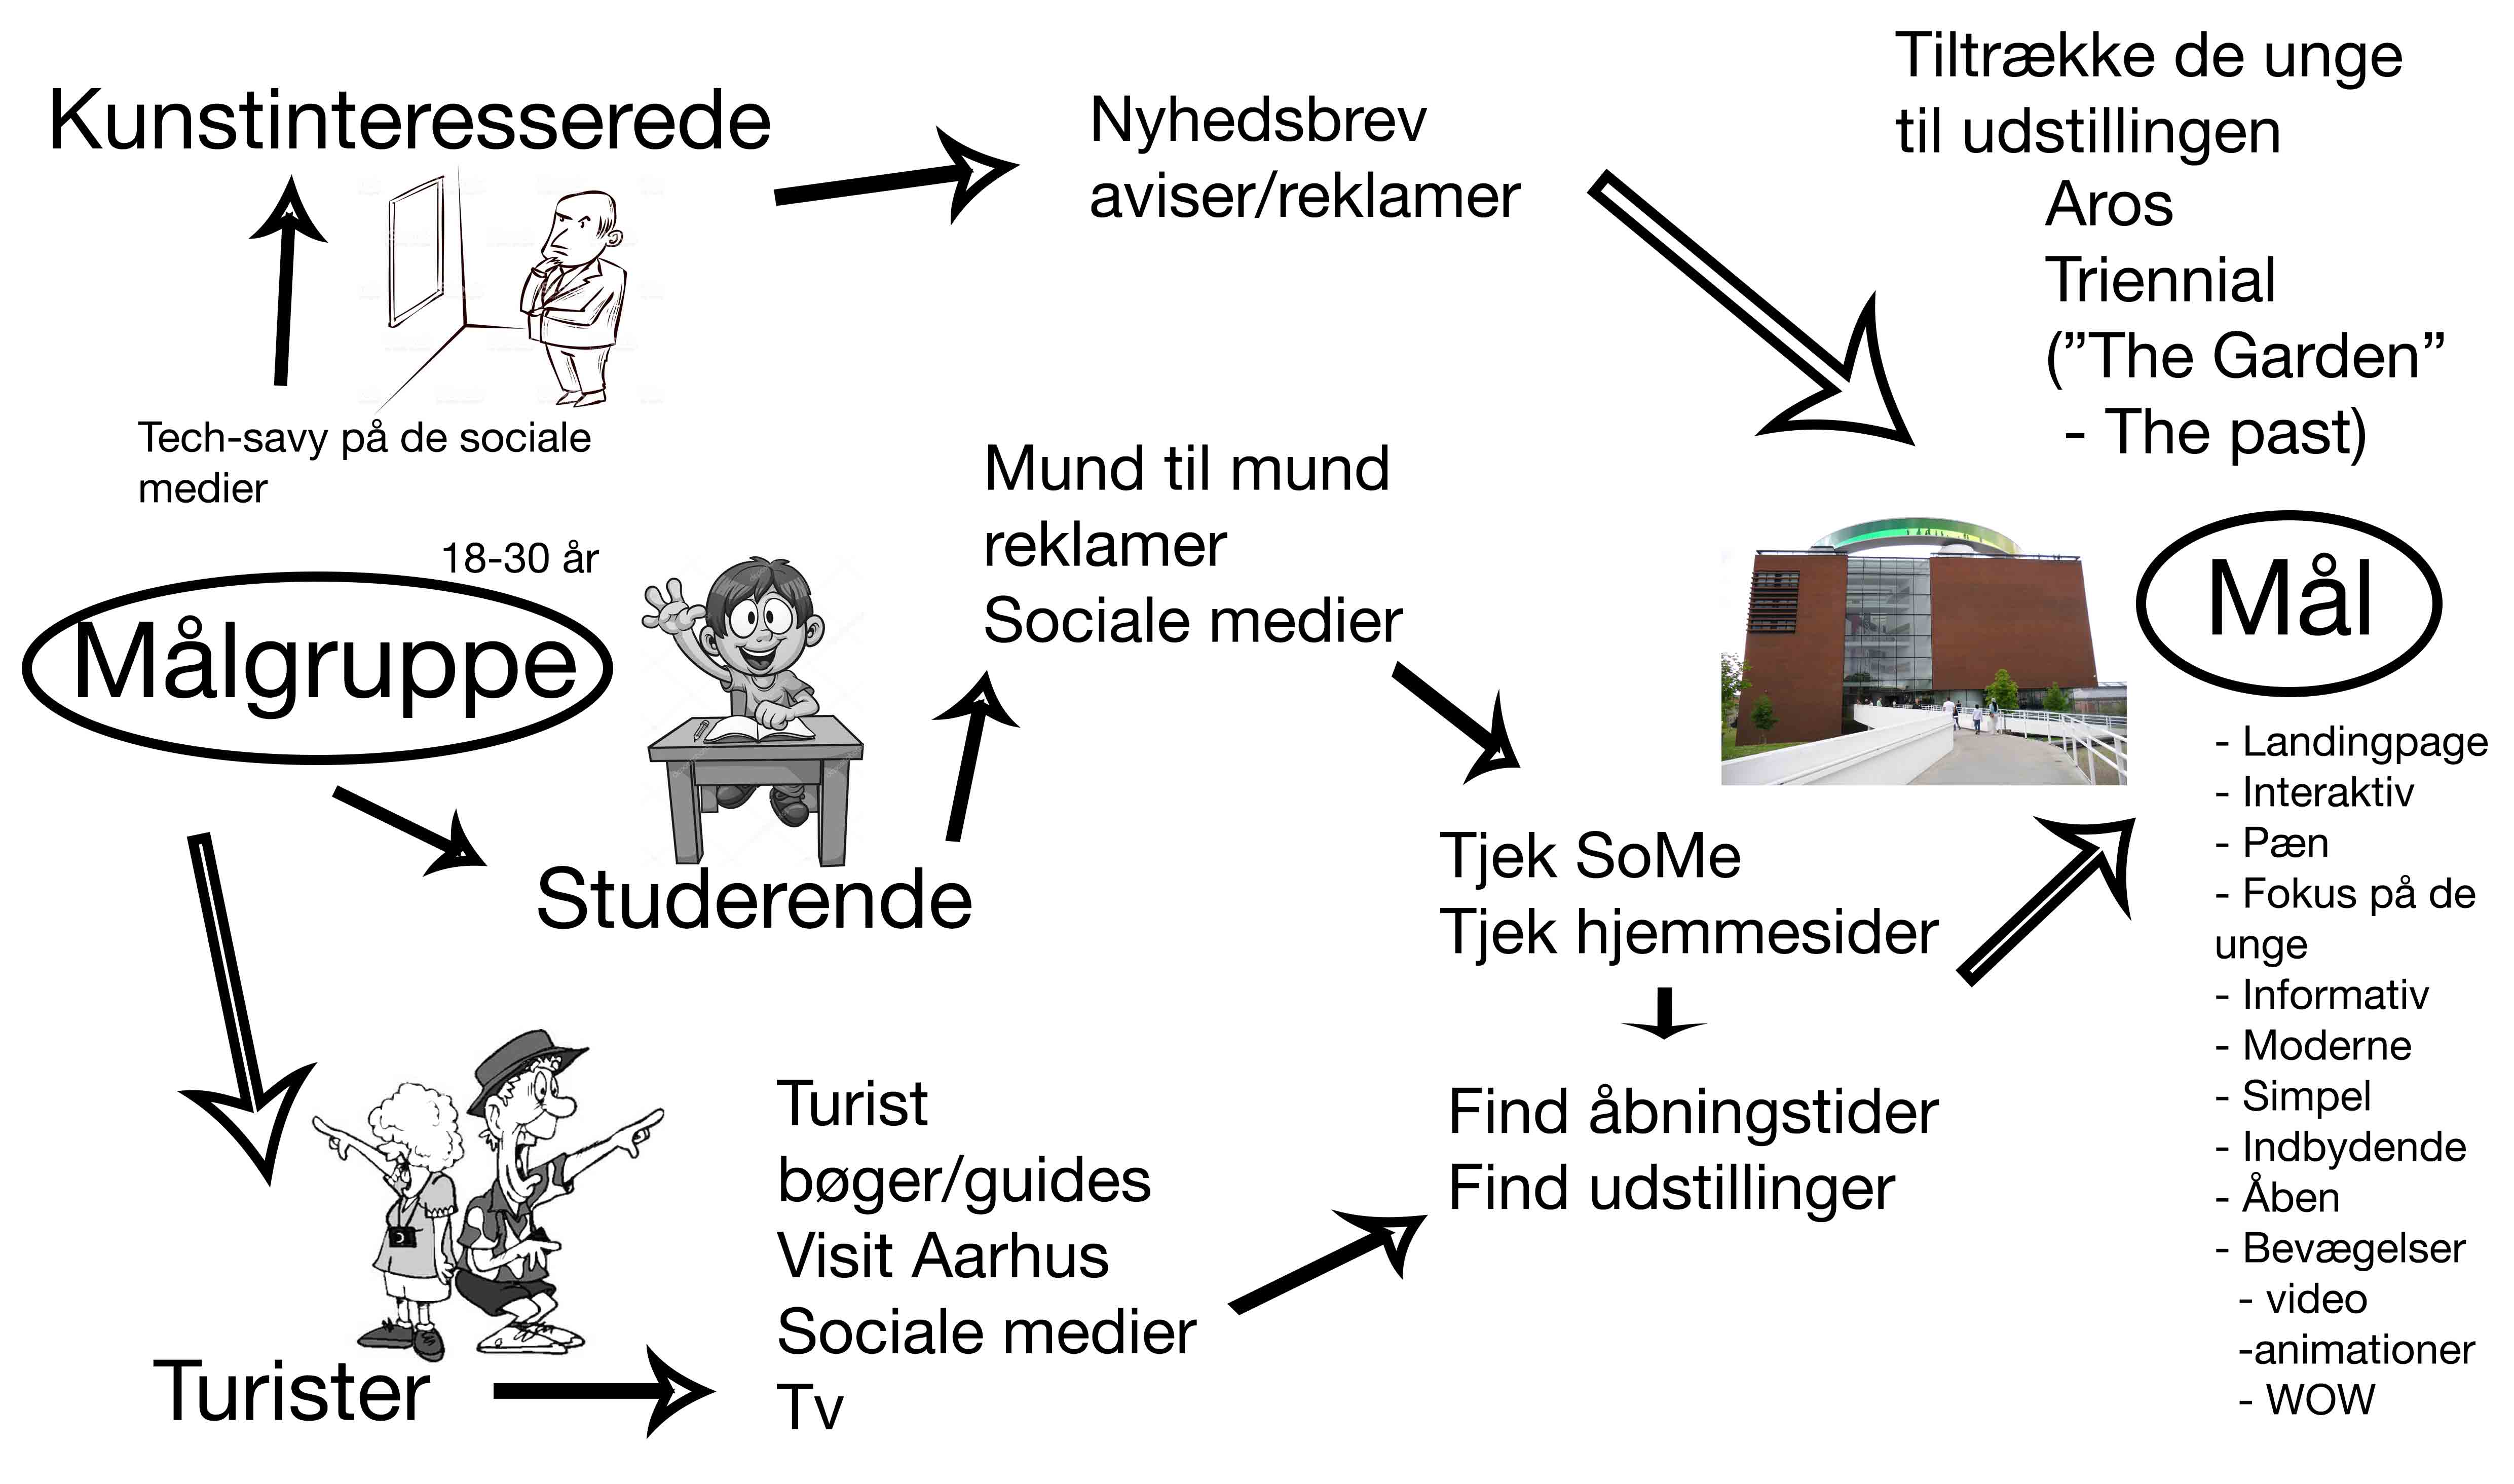 Kunstinteresserede
Tech-savy på de sociale
medier
18-30 år
Målgruppe
Studerende
Turister
Nyhedsbrev
aviser/reklamer
Mund til mund
reklamer
Sociale medier
Turist
bøger/guides
Visit Aarhus
Sociale medier
Tv
Tjek SoMe
Tjek hjemmesider
Find åbningstider
Find udstillinger
Tiltrække de unge
til udstillingen
Aros
Triennial
(”The Garden”
- The past)
Mål
- Landingpage
- Interaktiv
- Pæn
- Fokus på de
unge
- Informativ
- Moderne
- Simpel
- Indbydende
- Åben
- Bevægelser
- video
-animationer
- WOW